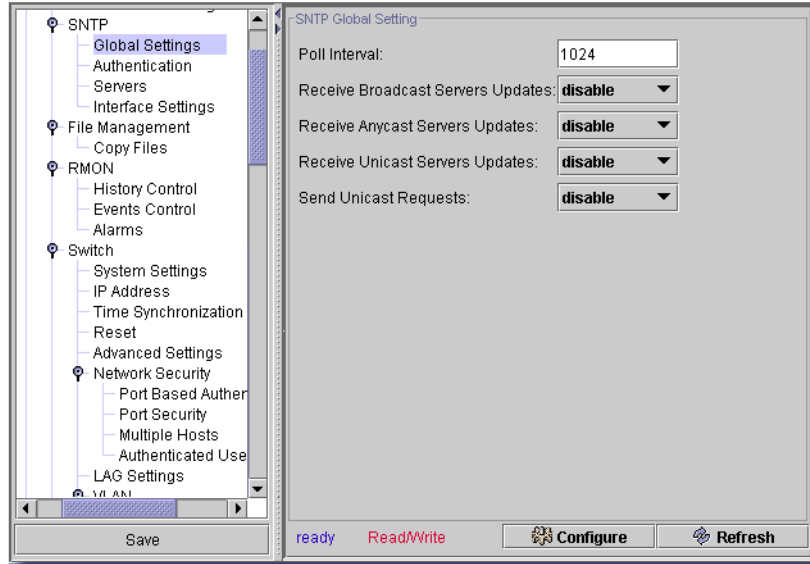 SNTP
Global Settings
Authentication
Servers
Interface Settings
File Management
Copy Files
RMON
History Control
Events Control
Alarms
Switch
System Settings
IP Address
Time Synchronization
Reset
Advanced Settings
Network Security
Port Based Auther
Port Security
Multiple Hosts
Authenticated Use
LAG Settings
VLAN
Save
SNTP Global Setting
Poll Interval: 1024
Receive Broadcast Servers Updates: disable
Receive Anycast Servers Updates: disable
Receive Unicast Servers Updates: disable
Send Unicast Requests: disable
ready Read/Write Configure Refresh